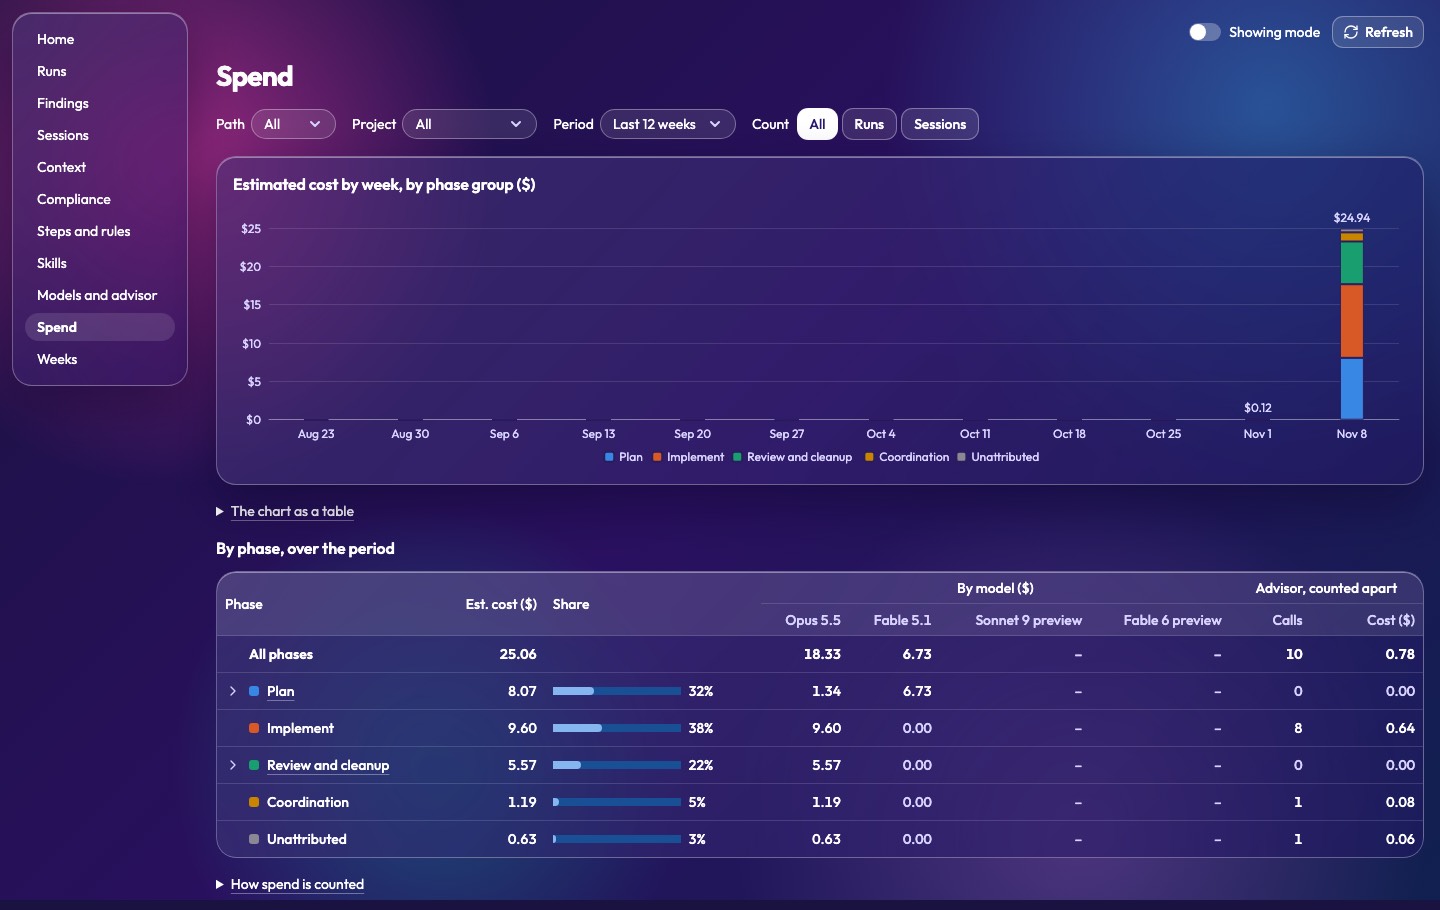 Home
Runs
Findings
Sessions
Context
Compliance
Steps and rules
Skills
Models and advisor
Spend
Weeks
Showing mode Refresh
Spend
Path All Project All Period Last 12 weeks Count All Runs Sessions
Estimated cost by week, by phase group ($)
$24.94
$25
$20
$15
$10
$5
$0.12
$0
Aug 23 Aug 30 Sep 6 Sep 13 Sep 20 Sep 27 Oct 4 Oct 11 Oct 18 Oct 25 Nov 1 Nov 8
Plan Implement Review and cleanup Coordination Unattributed
The chart as a table
By phase, over the period
By model ($) Advisor, counted apart
Phase Est. cost ($) Share
Opus 5.5 Fable 5.1 Sonnet 9 preview Fable 6 preview Calls Cost ($)
All phases 25.06 18.33 6.73 – – 10 0.78
Plan 8.07 32% 1.34 6.73 – – 0 0.00
Implement 9.60 38% 9.60 0.00 – – 8 0.64
Review and cleanup 5.57 22% 5.57 0.00 – – 0 0.00
Coordination 1.19 5% 1.19 0.00 – – 1 0.08
Unattributed 0.63 3% 0.63 0.00 – – 1 0.06
How spend is counted